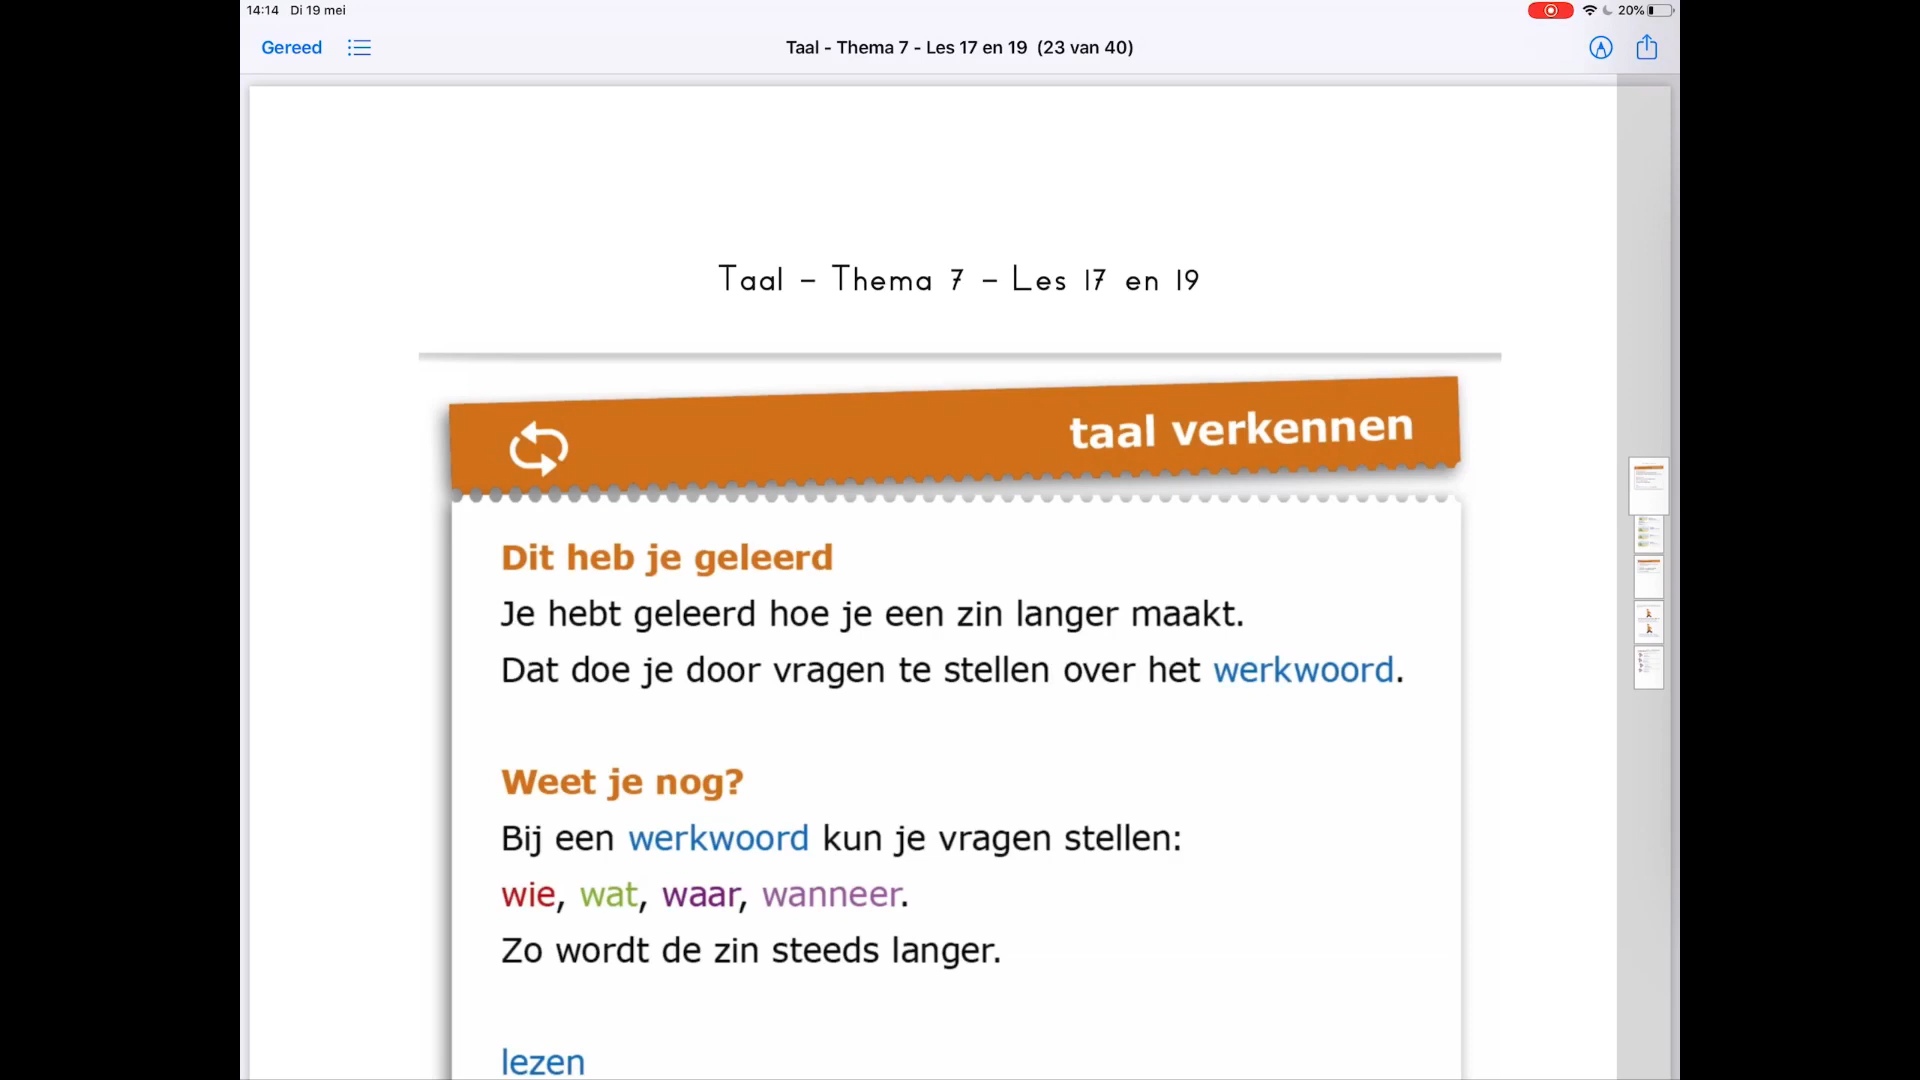 14:14 Di 19 mei 20%
Gereed Taal - Thema 7 - Les 17 en 19 (23 van 40)
Taal - Thema 7 - Les 17 en 19
taal verkennen
Dit heb je geleerd
Je hebt geleerd hoe je een zin langer maakt.
Dat doe je door vragen te stellen over het werkwoord.
Weet je nog?
Bij een werkwoord kun je vragen stellen:
wie, wat, waar, wanneer.
Zo wordt de zin steeds langer.
lezen